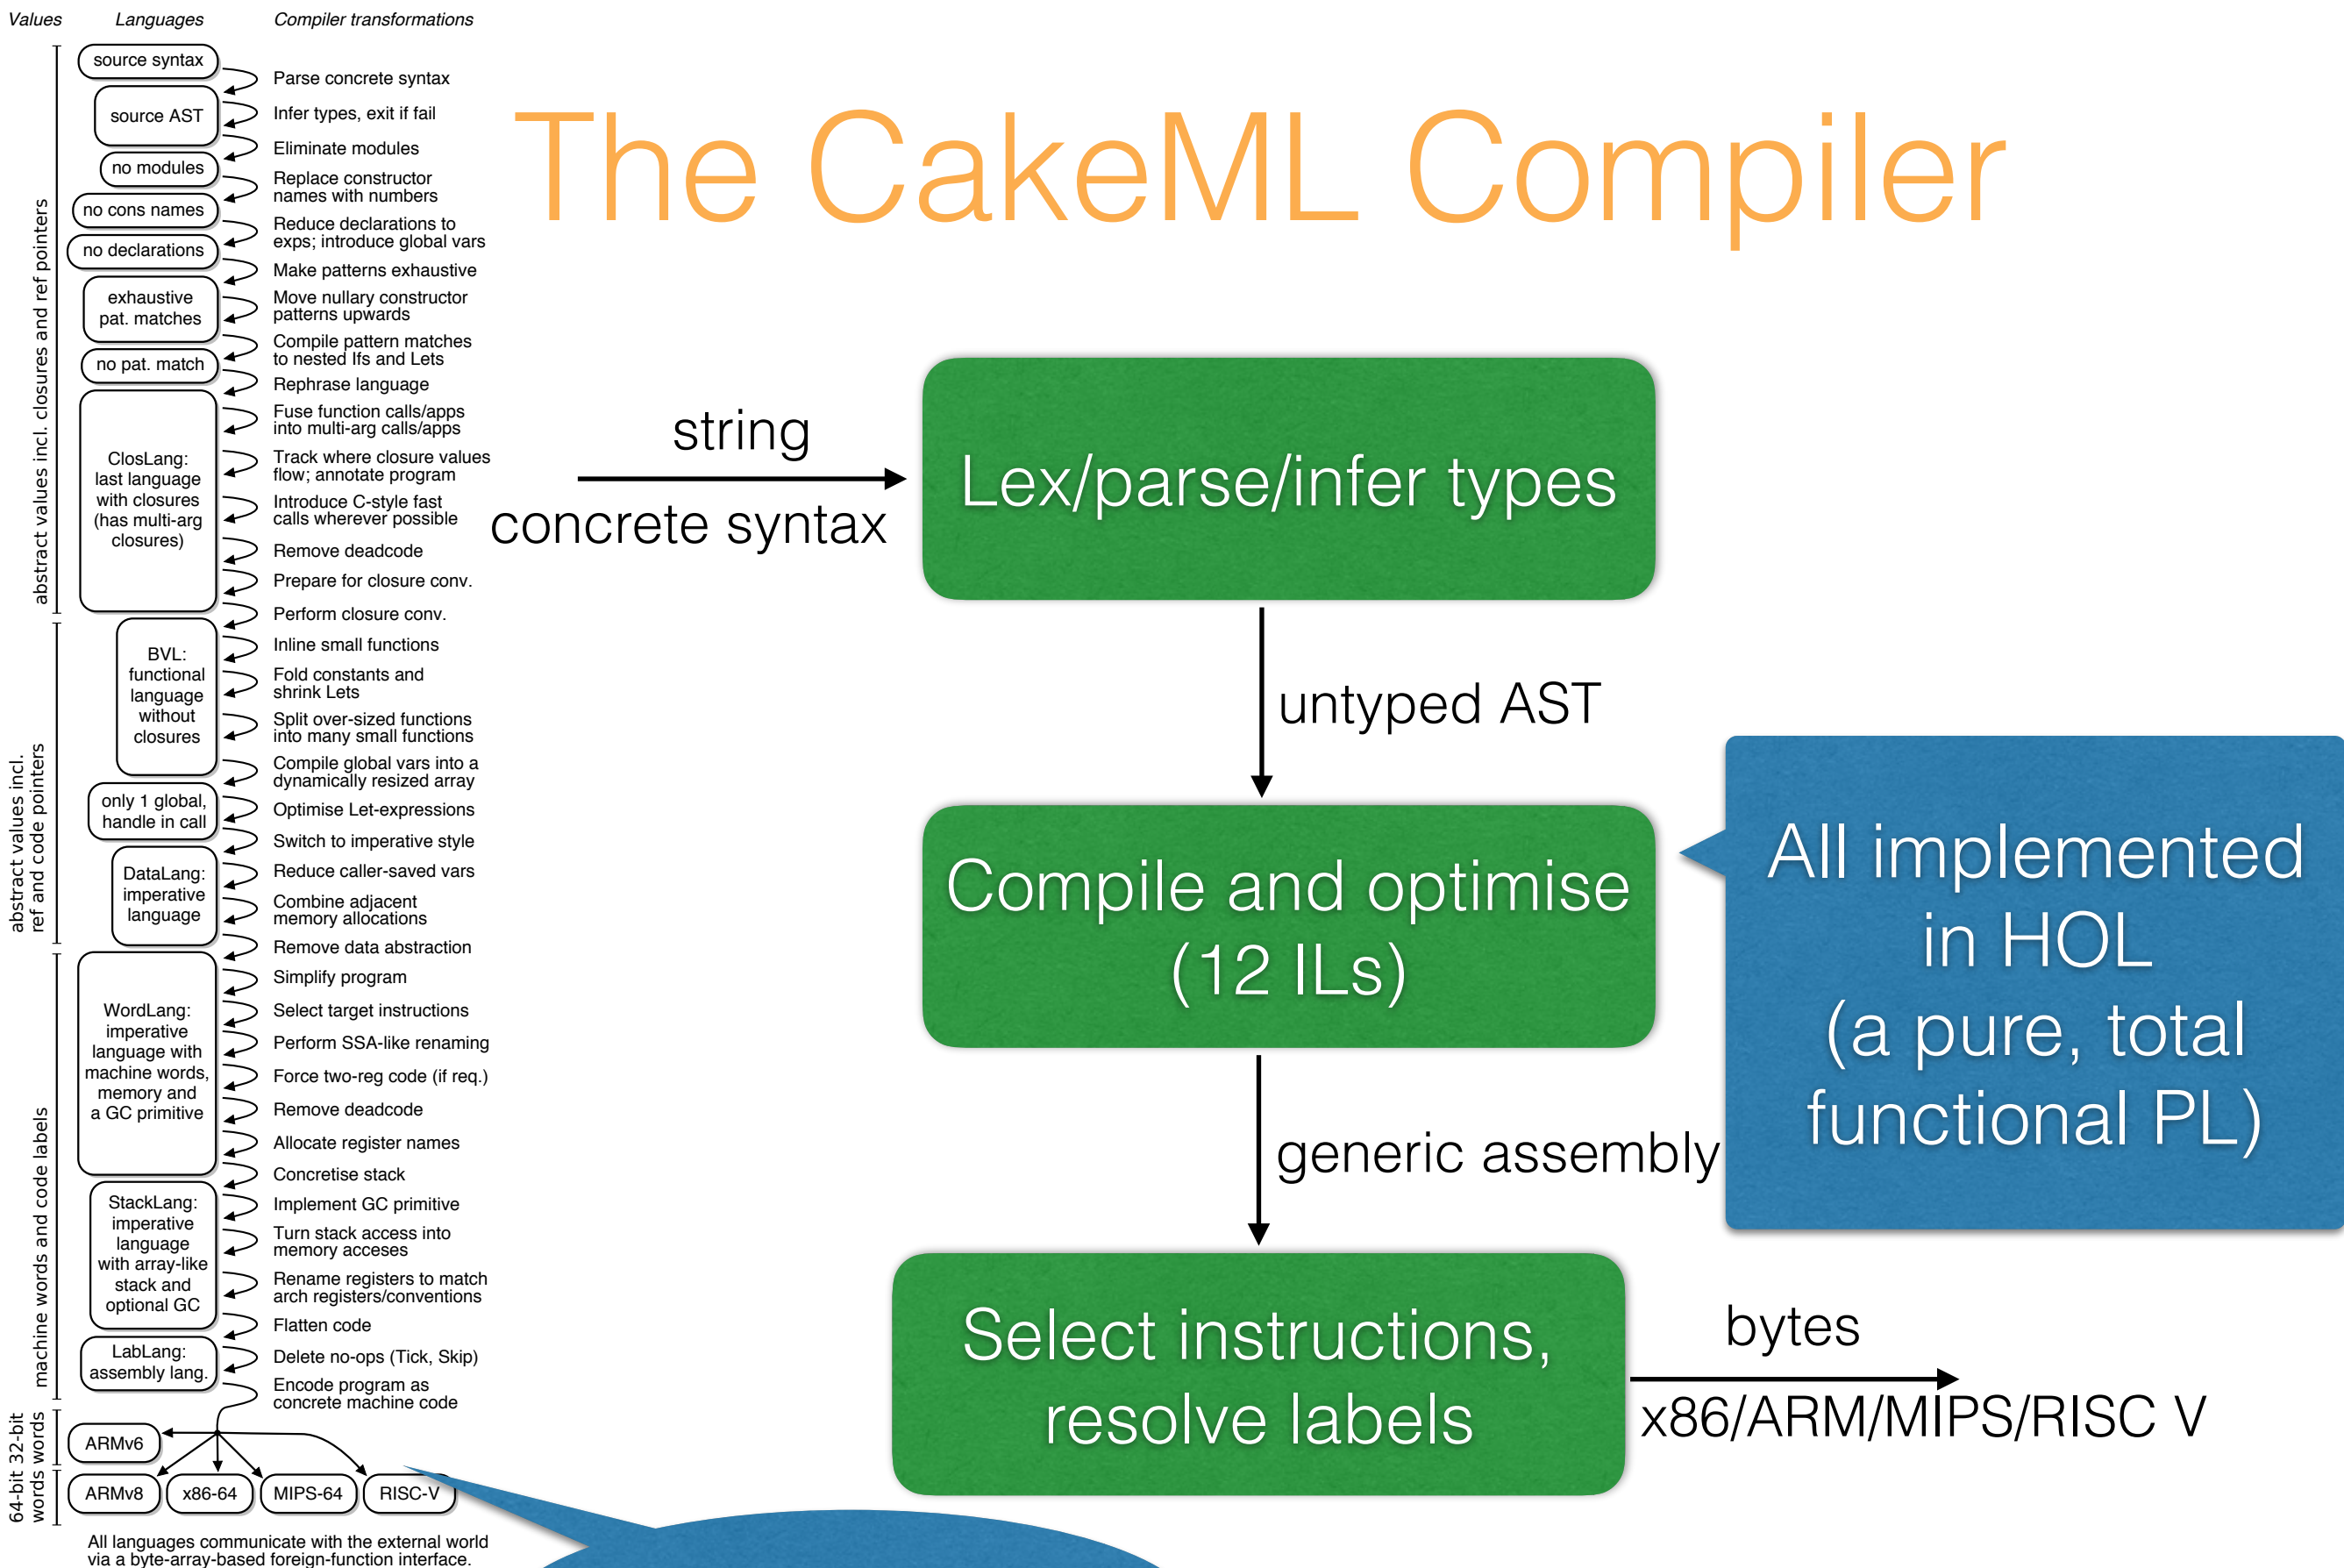 The CakeML Compiler
Values Languages Compiler transformations
source syntax
Parse concrete syntax
source AST
Infer types, exit if fail
Eliminate modules
no modules
Replace constructor
names with numbers
no cons names
Reduce declarations to
exps; introduce global vars
no declarations
Make patterns exhaustive
exhaustive
pat. matches
Move nullary constructor
patterns upwards
Compile pattern matches
to nested Ifs and Lets
no pat. match
Rephrase language
ClosLang:
last language
with closures
(has multi-arg
closures)
Fuse function calls/apps
into multi-arg calls/apps
Track where closure values
flow; annotate program
Introduce C-style fast
calls wherever possible
Remove deadcode
Prepare for closure conv.
Perform closure conv.
abstract values incl. closures and ref pointers
BVL:
functional
language
without
closures
Inline small functions
Fold constants and
shrink Lets
Split over-sized functions
into many small functions
Compile global vars into a
dynamically resized array
only 1 global,
handle in call
Optimise Let-expressions
Switch to imperative style
DataLang:
imperative
language
Reduce caller-saved vars
Combine adjacent
memory allocations
Remove data abstraction
abstract values incl.
ref and code pointers
WordLang:
imperative
language with
machine words,
memory and
a GC primitive
Simplify program
Select target instructions
Perform SSA-like renaming
Force two-reg code (if req.)
Remove deadcode
Allocate register names
Concretise stack
StackLang:
imperative
language
with array-like
stack and
optional GC
Implement GC primitive
Turn stack access into
memory acceses
Rename registers to match
arch registers/conventions
Flatten code
LabLang:
assembly lang.
Delete no-ops (Tick, Skip)
Encode program as
concrete machine code
machine words and code labels
32-bit
words
ARMv6
64-bit
words
ARMv8 x86-64 MIPS-64 RISC-V
All languages communicate with the external world
via a byte-array-based foreign-function interface.
string
concrete syntax
Lex/parse/infer types
untyped AST
Compile and optimise
(12 ILs)
All implemented
in HOL
(a pure, total
functional PL)
generic assembly
Select instructions,
resolve labels
bytes
x86/ARM/MIPS/RISC V